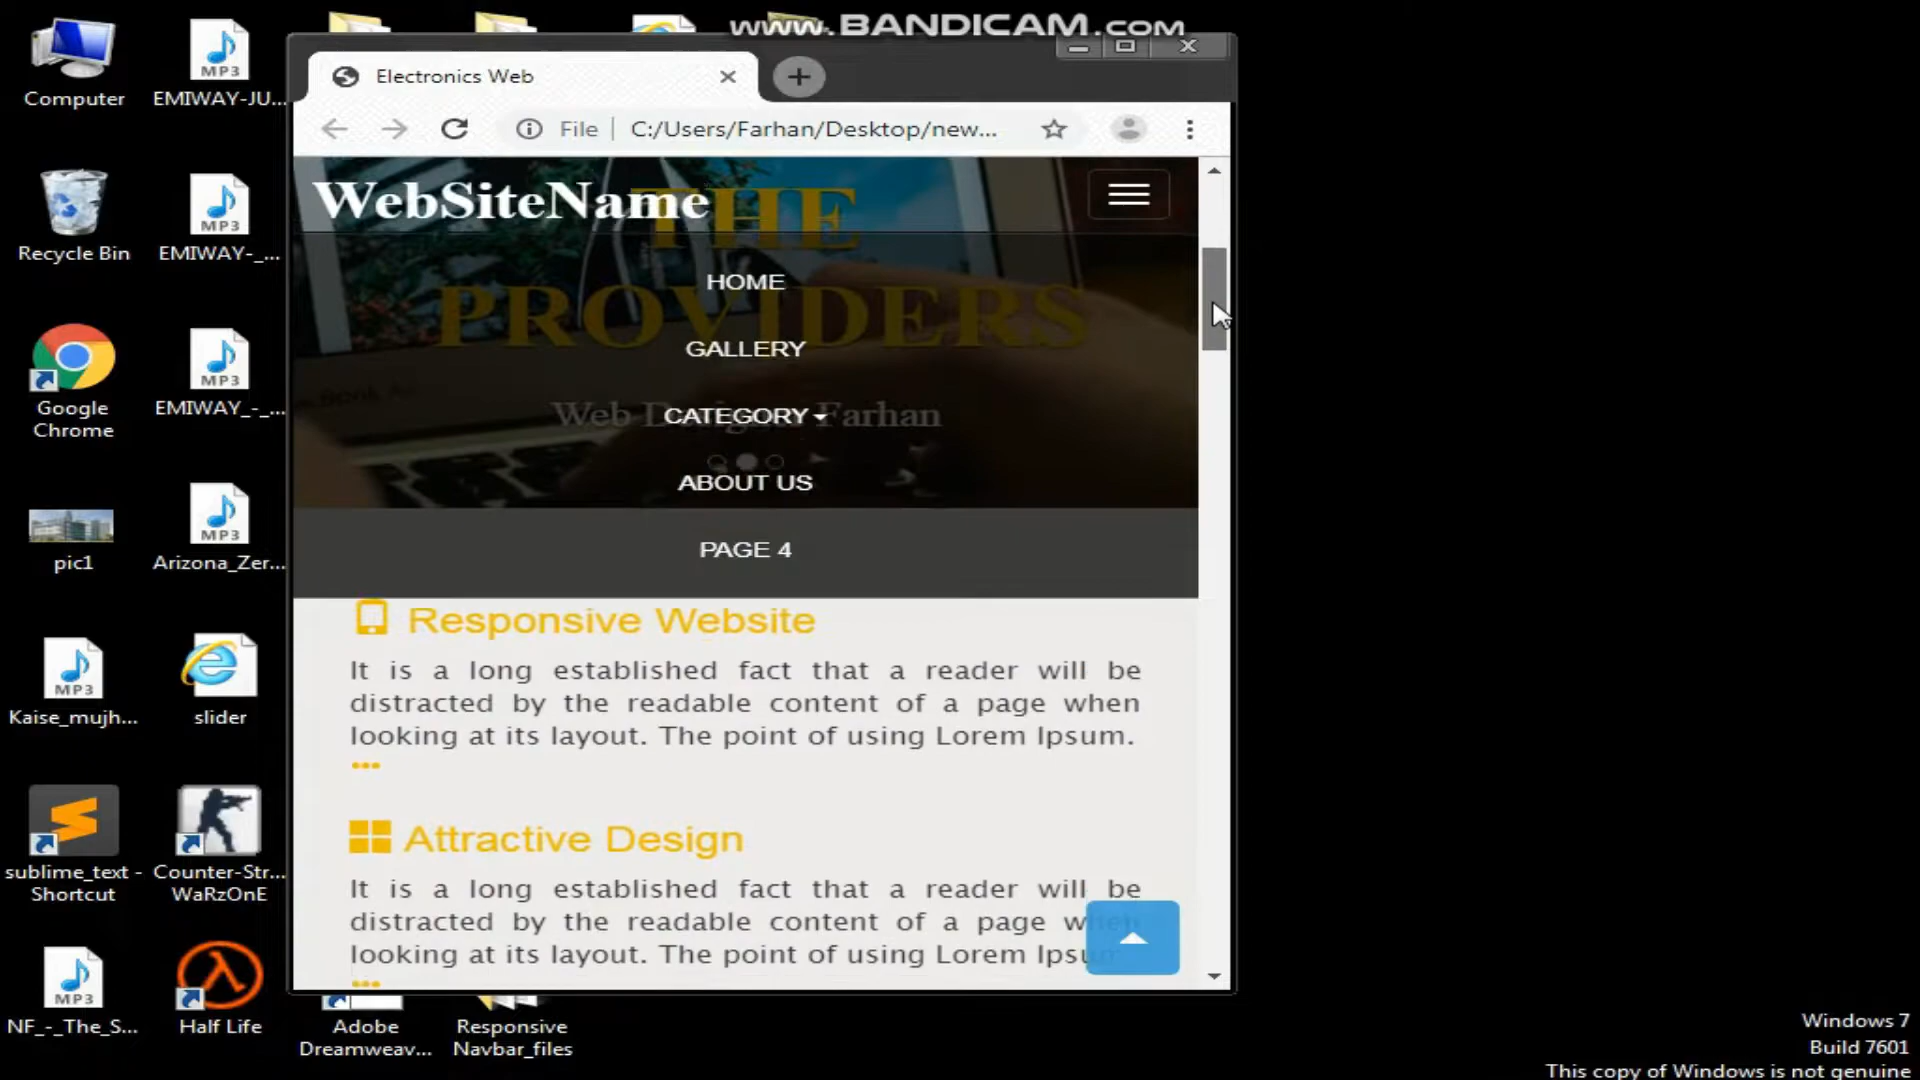 www.BANDICAM.com
Computer
MP3
EMIWAY-JU...
Recycle Bin
MP3
EMIWAY-_...
Google
Chrome
MP3
EMIWAY_-_...
pic1
MP3
Arizona_Zer...
MP3
Kaise_mujh...
slider
sublime_text -
Shortcut
Counter-Str...
WaRzOnE
MP3
NF_-_The_S...
Half Life
Adobe
Dreamweav...
Responsive
Navbar_files
Electronics Web
File
C:/Users/Farhan/Desktop/new...
WebSiteName
THE
PROVIDERS
Web Designer Farhan
HOME
GALLERY
CATEGORY
ABOUT US
PAGE 4
Responsive Website
It is a long established fact that a reader will be
distracted by the readable content of a page when
looking at its layout. The point of using Lorem Ipsum.
...
Attractive Design
It is a long established fact that a reader will be
distracted by the readable content of a page when
looking at its layout. The point of using Lorem Ipsum.
...
Windows 7
Build 7601
This copy of Windows is not genuine